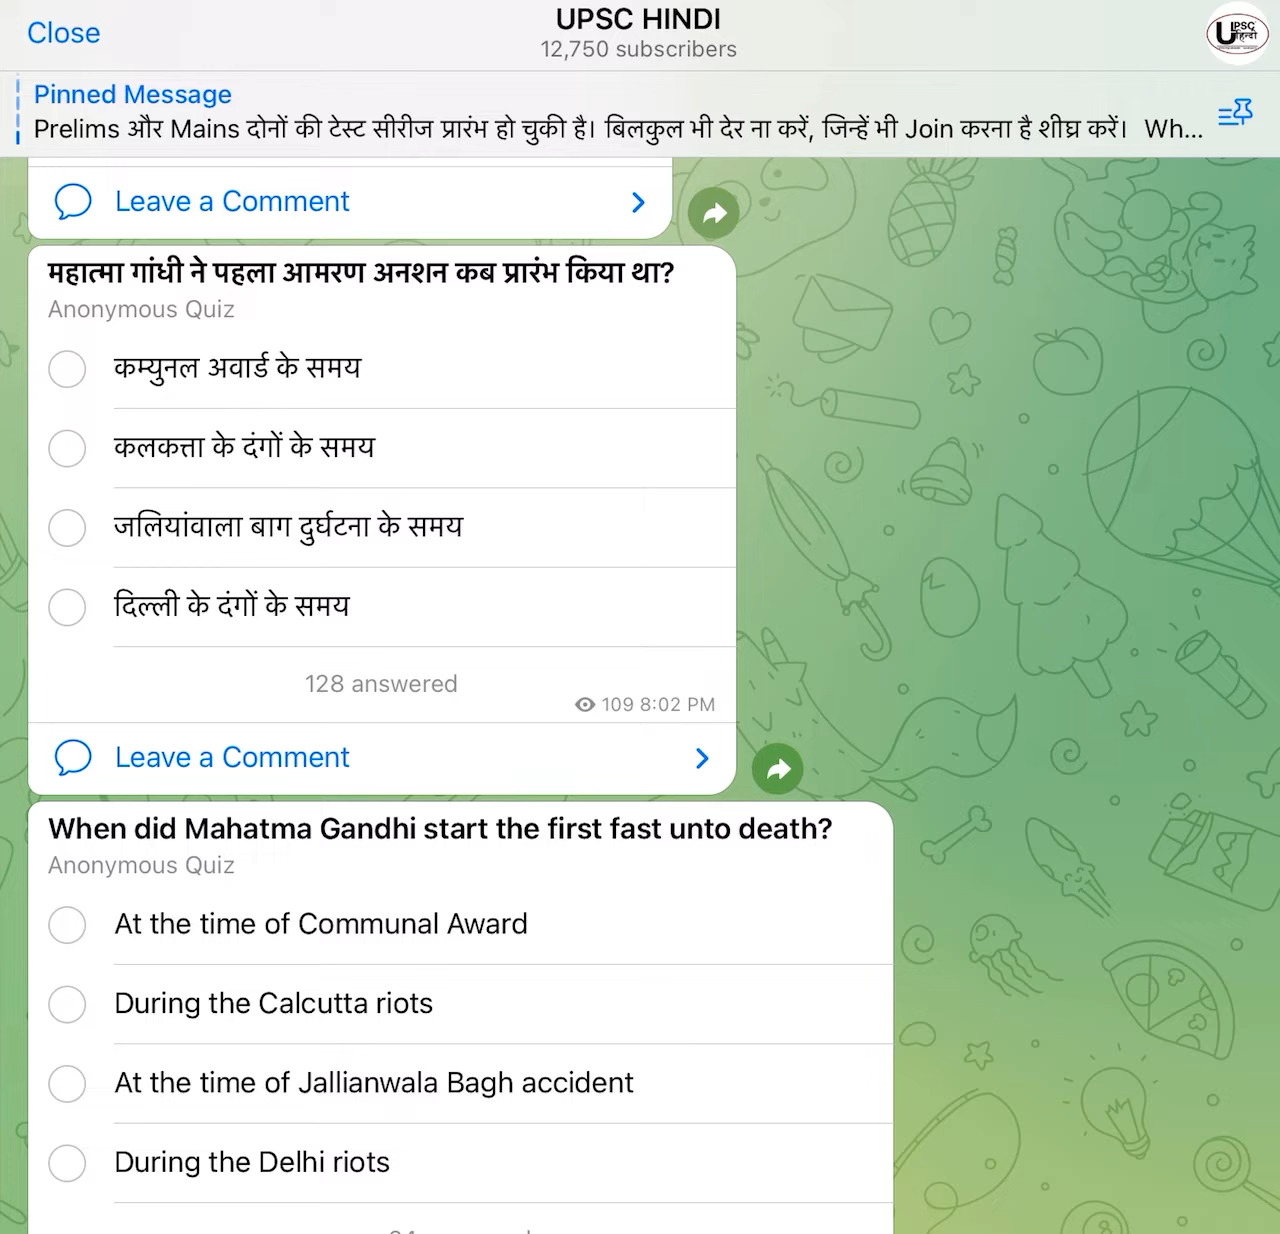 Close
UPSC HINDI
12,750 subscribers
UPSC
हिन्दी
Pinned Message
Prelims और Mains दोनों की टेस्ट सीरीज प्रारंभ हो चुकी है। बिलकुल भी देर ना करें, जिन्हें भी Join करना है शीघ्र करें। Wh...
Leave a Comment
महात्मा गांधी ने पहला आमरण अनशन कब प्रारंभ किया था?
Anonymous Quiz
कम्युनल अवार्ड के समय
कलकत्ता के दंगों के समय
जलियांवाला बाग दुर्घटना के समय
दिल्ली के दंगों के समय
128 answered
109 8:02 PM
Leave a Comment
When did Mahatma Gandhi start the first fast unto death?
Anonymous Quiz
At the time of Communal Award
During the Calcutta riots
At the time of Jallianwala Bagh accident
During the Delhi riots